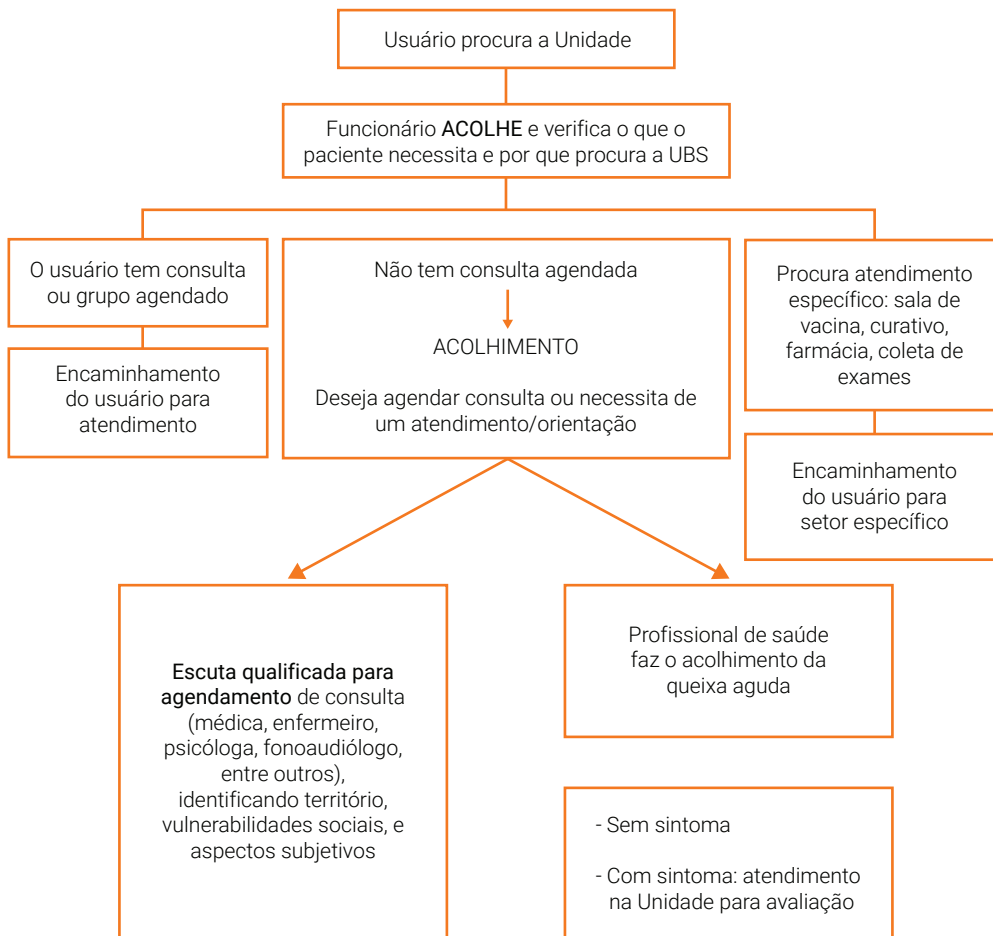 Usuário procura a Unidade
Funcionário ACOLHE e verifica o que o
paciente necessita e por que procura a UBS
O usuário tem consulta
ou grupo agendado
Encaminhamento
do usuário para
atendimento
Não tem consulta agendada
ACOLHIMENTO
Deseja agendar consulta ou necessita de
um atendimento/orientação
Procura atendimento
específico: sala de
vacina, curativo,
farmácia, coleta de
exames
Encaminhamento
do usuário para
setor específico
Escuta qualificada para
agendamento de consulta
(médica, enfermeiro,
psicóloga, fonoaudiólogo,
entre outros),
identificando território,
vulnerabilidades sociais, e
aspectos subjetivos
Profissional de saúde
faz o acolhimento da
queixa aguda
- Sem sintoma
- Com sintoma: atendimento
na Unidade para avaliação